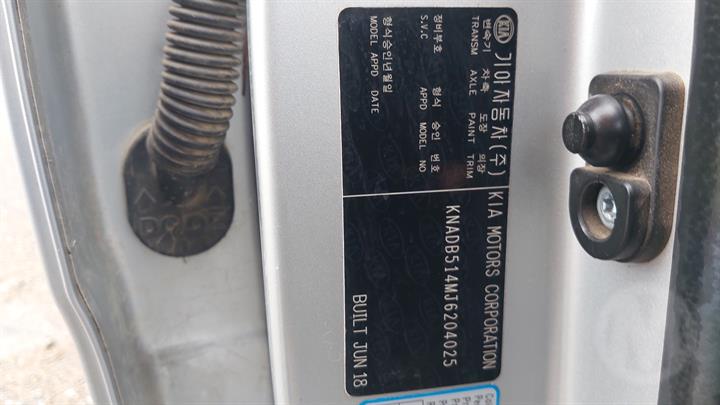 KIA 기아자동차(주) KIA MOTORS CORPORATION
변속기 차축 도장 외장
TRANSM AXLE PAINT TRIM
정비부호 형식 승인 번호
S.V.C APPD MODEL NO
형식승인년월일
MODEL APPD DATE
KNADB514MJ6204025
BUILT JUN 18